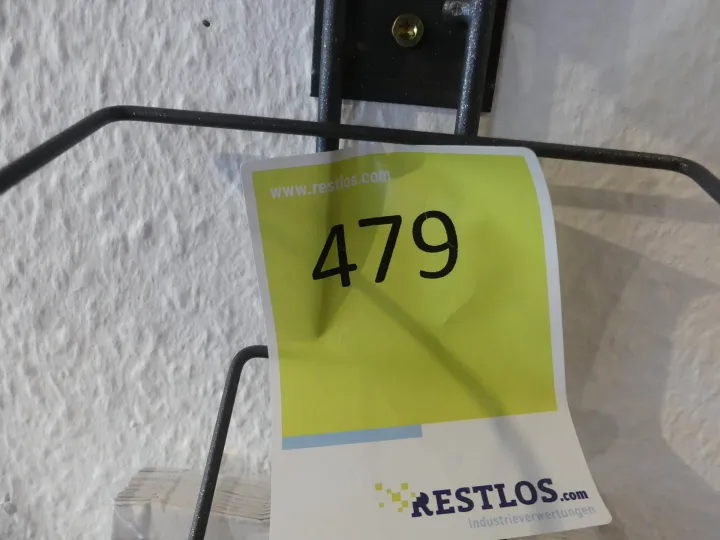 www.restlos.com
479
RESTLOS.com
Industrieverwertungen